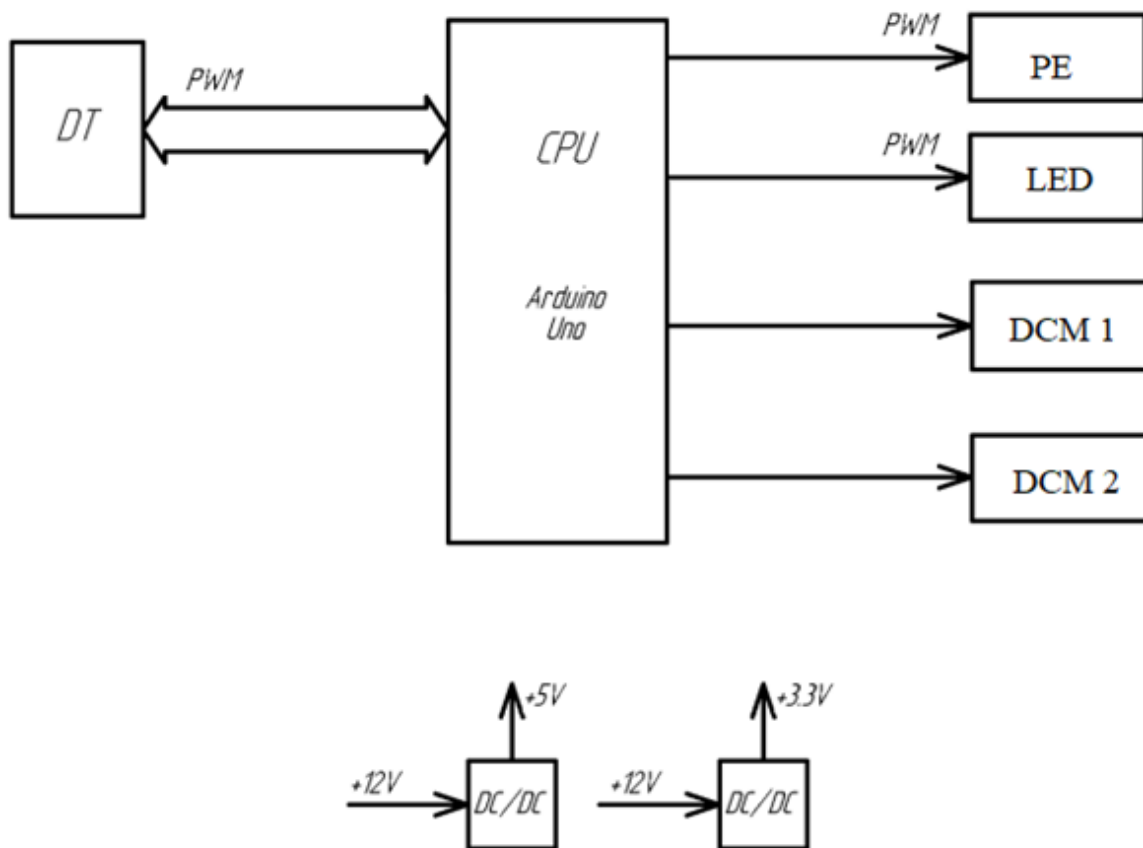 DT
PWM
CPU
Arduino
Uno
PWM
PE
PWM
LED
DCM 1
DCM 2
+5V
+12V
DC/DC
+3.3V
+12V
DC/DC